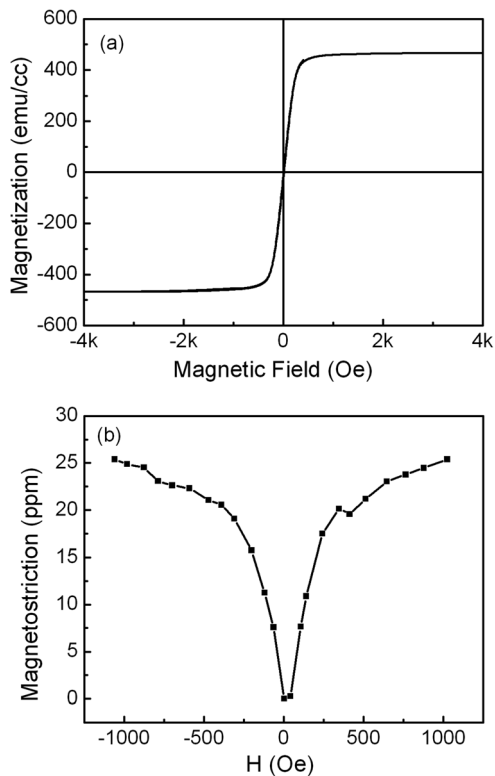 600
(a)
400
200
0
-200
-400
-600
Magnetization (emu/cc)
-4k -2k 0 2k 4k
Magnetic Field (Oe)
30
(b)
25
20
15
10
5
0
Magnetostriction (ppm)
-1000 -500 0 500 1000
H (Oe)